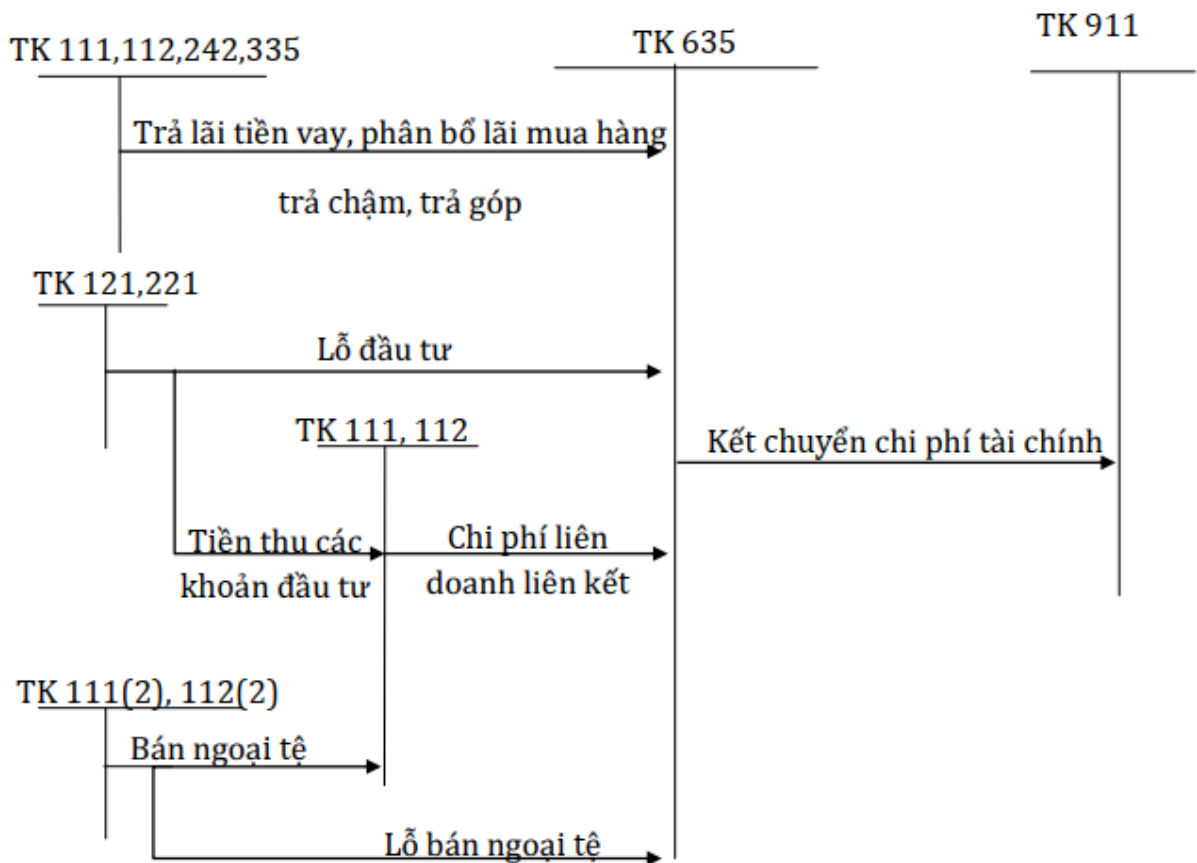 TK 111,112,242,335
TK 635
TK 911
Trả lãi tiền vay, phân bổ lãi mua hàng
trả chậm, trả góp
TK 121,221
Lỗ đầu tư
TK 111, 112
Kết chuyển chi phí tài chính
Tiền thu các
khoản đầu tư
Chi phí liên
doanh liên kết
TK 111(2), 112(2)
Bán ngoại tệ
Lỗ bán ngoại tệ